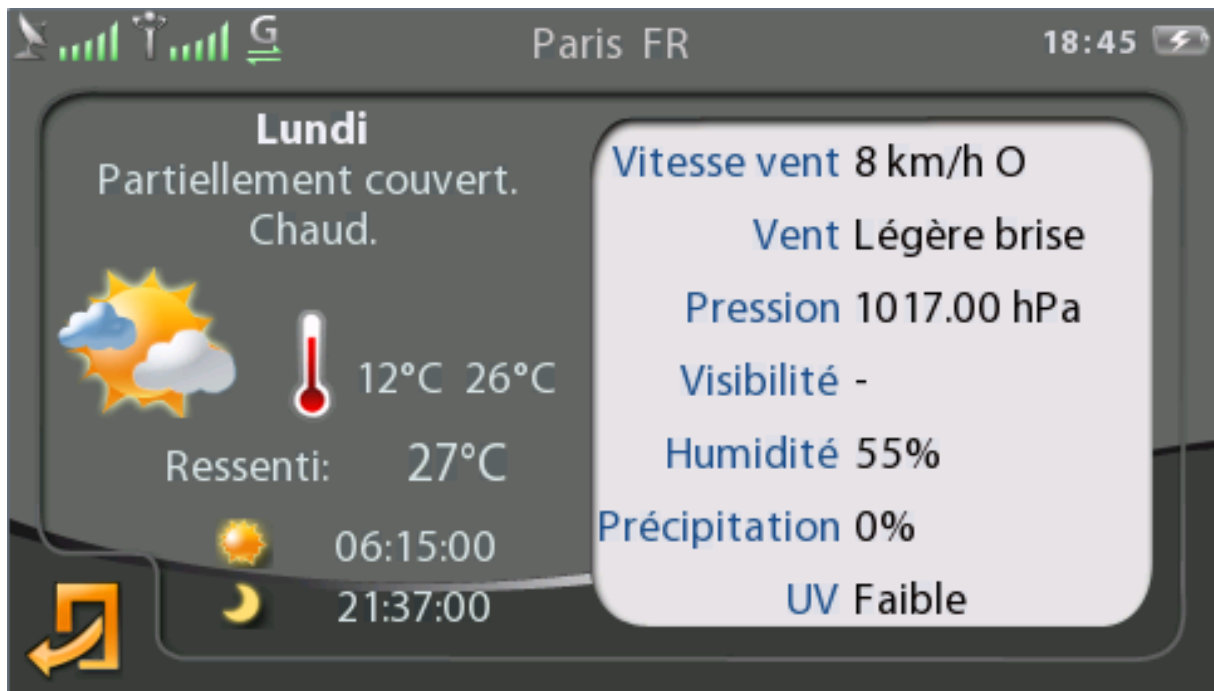 G
Paris FR
18:45
Lundi
Partiellement couvert.
Chaud.
12°C 26°C
Ressenti: 27°C
06:15:00
21:37:00
Vitesse vent 8 km/h O
Vent Légère brise
Pression 1017.00 hPa
Visibilité -
Humidité 55%
Précipitation 0%
UV Faible